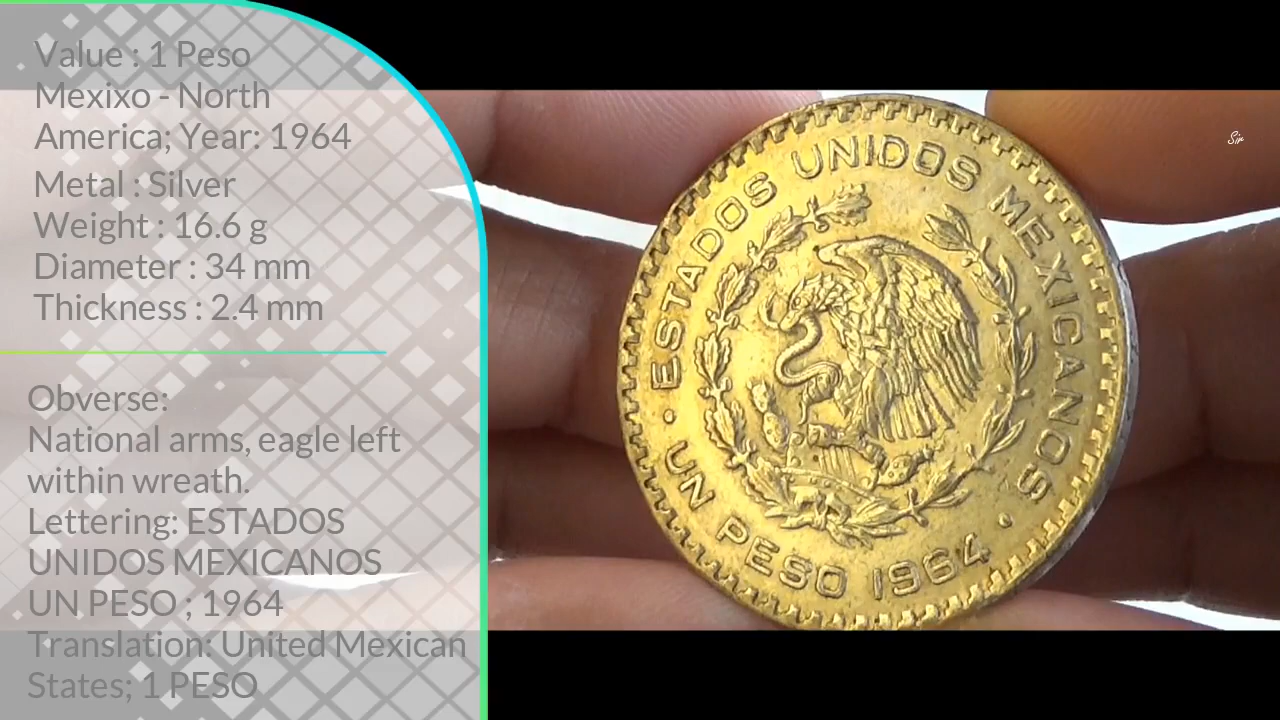 Value : 1 Peso
Mexixo - North
America; Year: 1964
Metal : Silver
Weight : 16.6 g
Diameter : 34 mm
Thickness : 2.4 mm
Obverse:
National arms, eagle left
within wreath.
Lettering: ESTADOS
UNIDOS MEXICANOS
UN PESO ; 1964
Translation: United Mexican
States; 1 PESO
ESTADOS UNIDOS MEXICANOS
UN PESO 1964
Sir